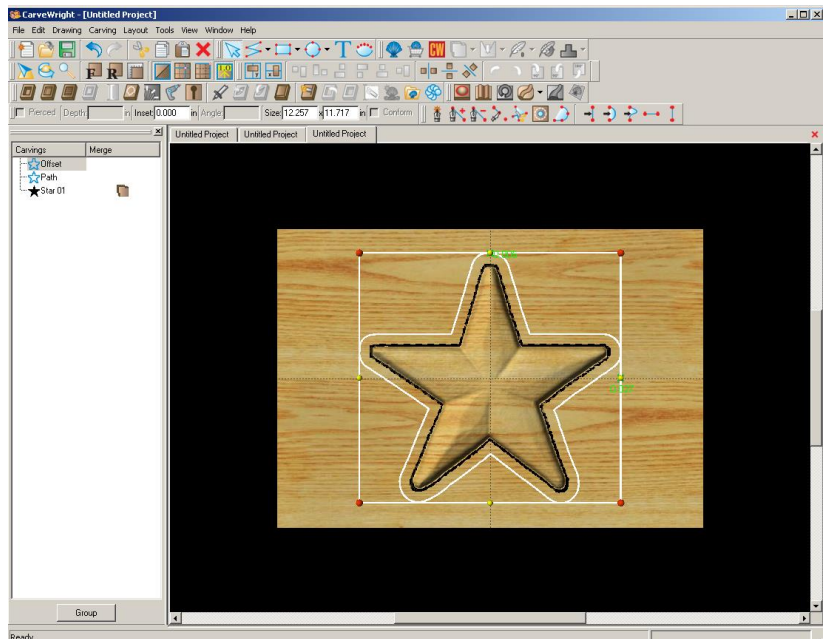 CarveWright - [Untitled Project]
File Edit Drawing Carving Layout Tools View Window Help
T CW
F R
Pierced Depth: in Inset: 0.000 in Angle: Size: 12.257 x 11.717 in Conform
Untitled Project Untitled Project Untitled Project
Carvings Merge
Offset
Path
Star 01
Group
Ready